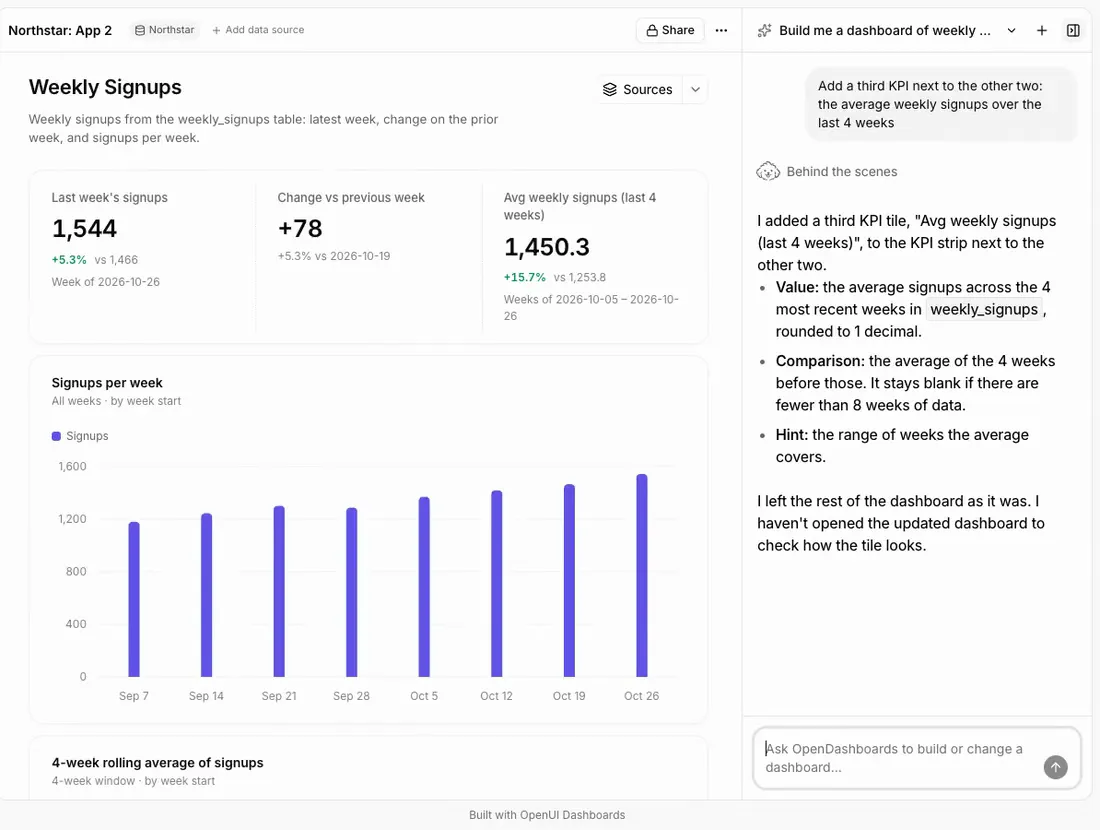 Northstar: App 2
Northstar
+ Add data source
Share
Build me a dashboard of weekly ...
Weekly Signups
Sources
Weekly signups from the weekly_signups table: latest week, change on the prior
week, and signups per week.
Last week's signups
1,544
+5.3% vs 1,466
Week of 2026-10-26
Change vs previous week
+78
+5.3% vs 2026-10-19
Avg weekly signups (last 4
weeks)
1,450.3
+15.7% vs 1,253.8
Weeks of 2026-10-05 – 2026-10-
26
Signups per week
All weeks · by week start
Signups
1,600
1,200
800
400
0
Sep 7 Sep 14 Sep 21 Sep 28 Oct 5 Oct 12 Oct 19 Oct 26
4-week rolling average of signups
4-week window · by week start
Add a third KPI next to the other two:
the average weekly signups over the
last 4 weeks
Behind the scenes
I added a third KPI tile, "Avg weekly signups
(last 4 weeks)", to the KPI strip next to the
other two.
• Value: the average signups across the 4
most recent weeks in weekly_signups ,
rounded to 1 decimal.
• Comparison: the average of the 4 weeks
before those. It stays blank if there are
fewer than 8 weeks of data.
• Hint: the range of weeks the average
covers.
I left the rest of the dashboard as it was. I
haven't opened the updated dashboard to
check how the tile looks.
Ask OpenDashboards to build or change a
dashboard...
Built with OpenUI Dashboards